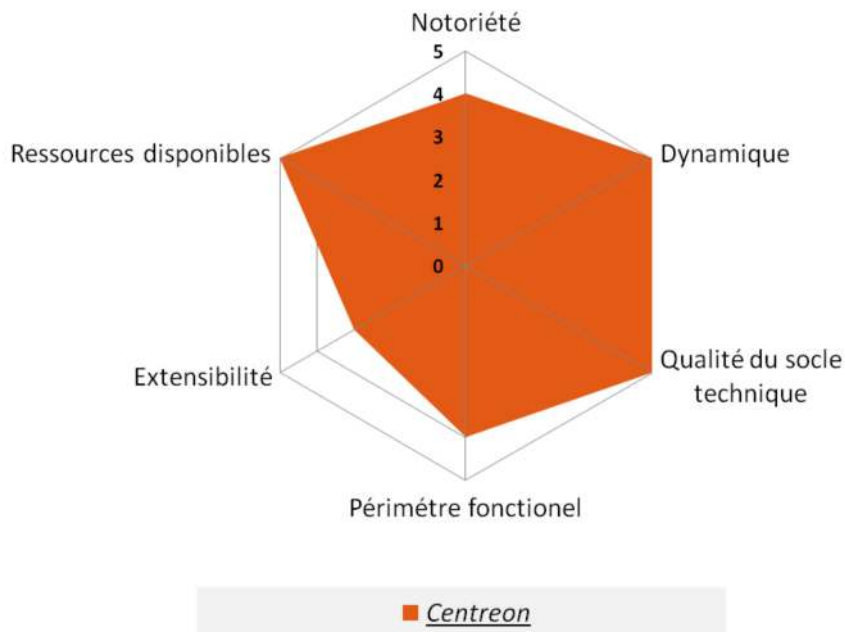 Notoriété
5
4
3
2
1
0
Ressources disponibles
Dynamique
Extensibilité
Qualité du socle
technique
Périmétre fonctionel
Centreon